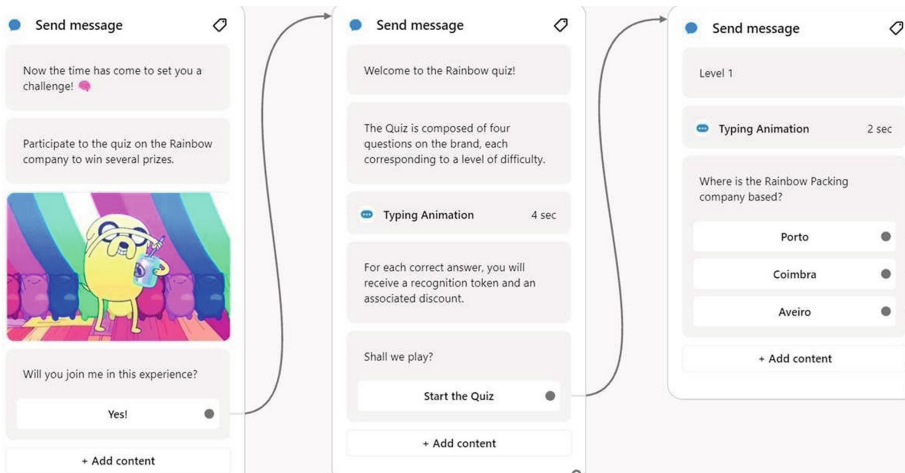 Send message
Now the time has come to set you a
challenge!
Participate to the quiz on the Rainbow
company to win several prizes.
Will you join me in this experience?
Yes!
+ Add content
Send message
Welcome to the Rainbow quiz!
The Quiz is composed of four
questions on the brand, each
corresponding to a level of difficulty.
Typing Animation 4 sec
For each correct answer, you will
receive a recognition token and an
associated discount.
Shall we play?
Start the Quiz
+ Add content
Send message
Level 1
Typing Animation 2 sec
Where is the Rainbow Packing
company based?
Porto
Coimbra
Aveiro
+ Add content